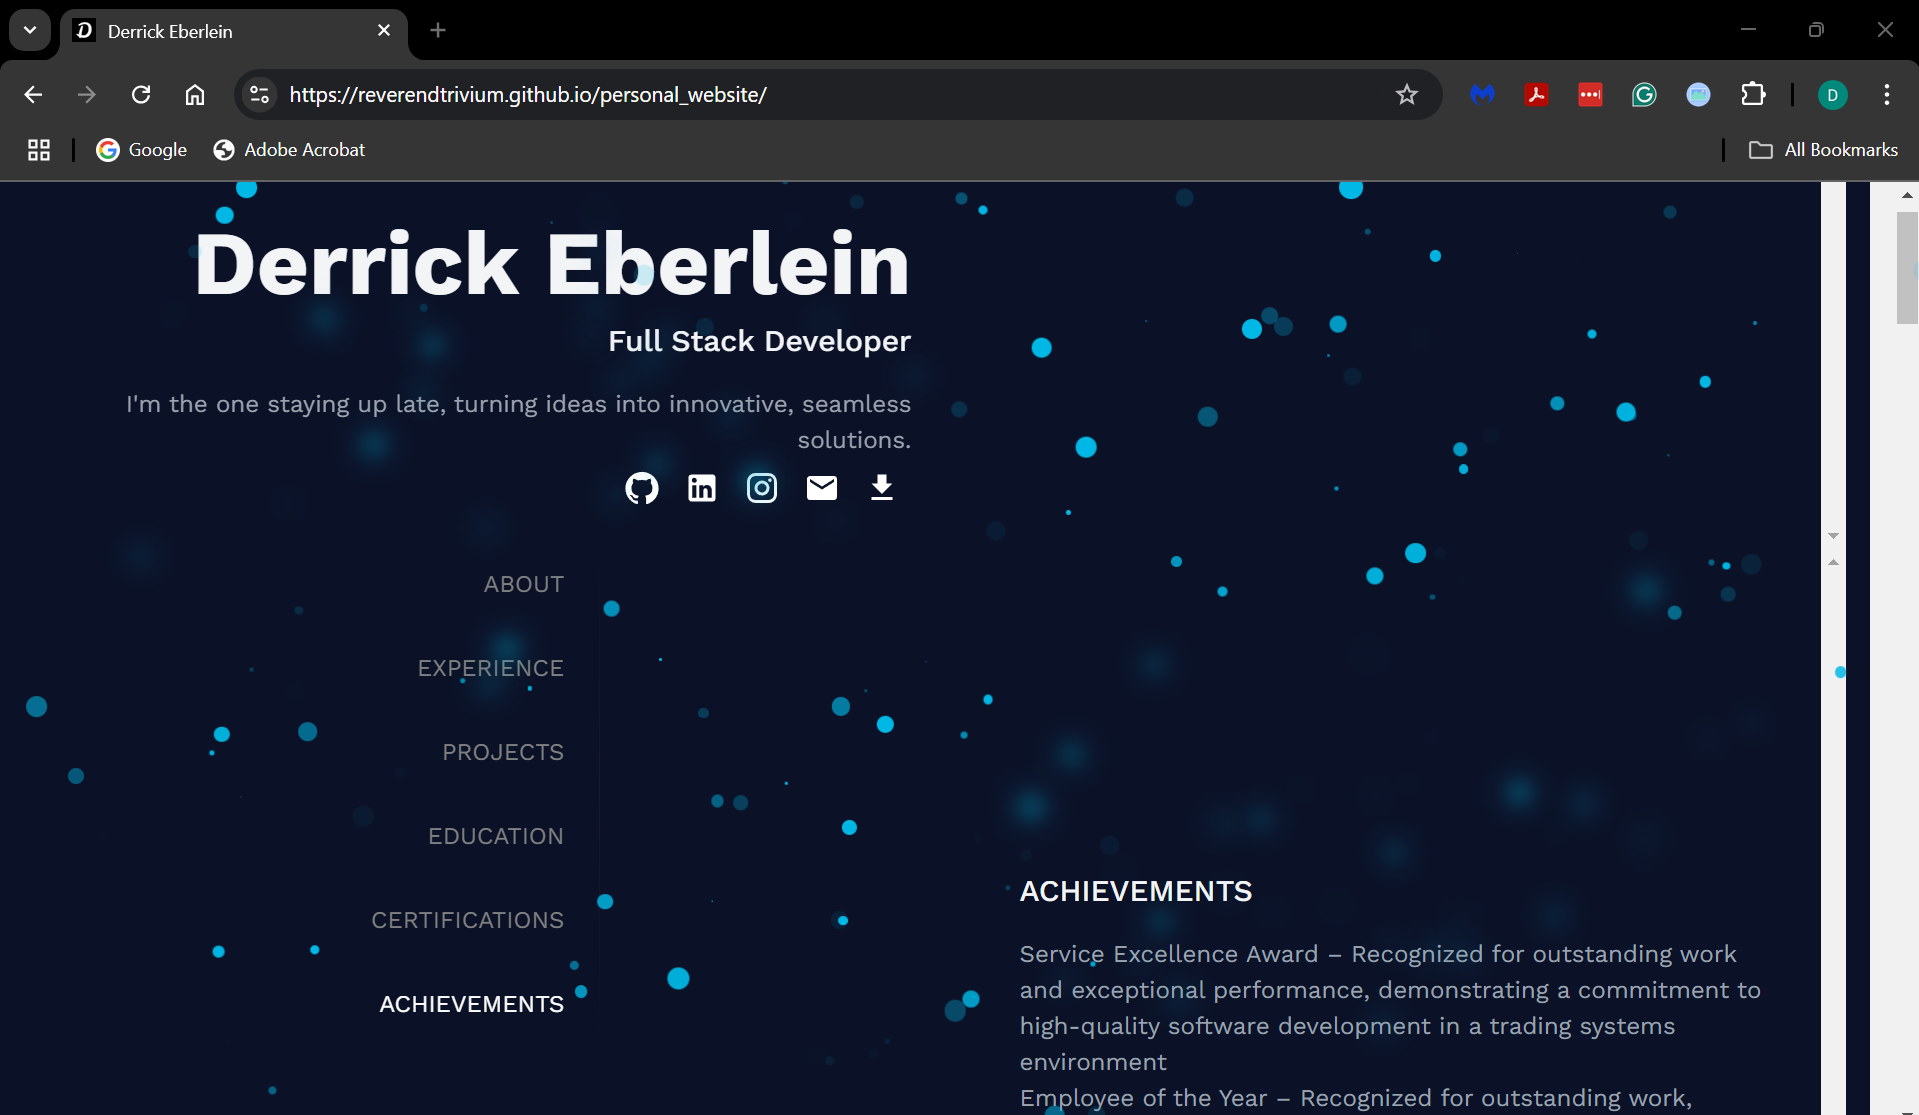 Derrick Eberlein
https://reverendtrivium.github.io/personal_website/
D
Google
Adobe Acrobat
All Bookmarks
Derrick Eberlein
Full Stack Developer
I'm the one staying up late, turning ideas into innovative, seamless
solutions.
ABOUT
EXPERIENCE
PROJECTS
EDUCATION
CERTIFICATIONS
ACHIEVEMENTS
ACHIEVEMENTS
Service Excellence Award – Recognized for outstanding work
and exceptional performance, demonstrating a commitment to
high-quality software development in a trading systems
environment
Employee of the Year – Recognized for outstanding work,